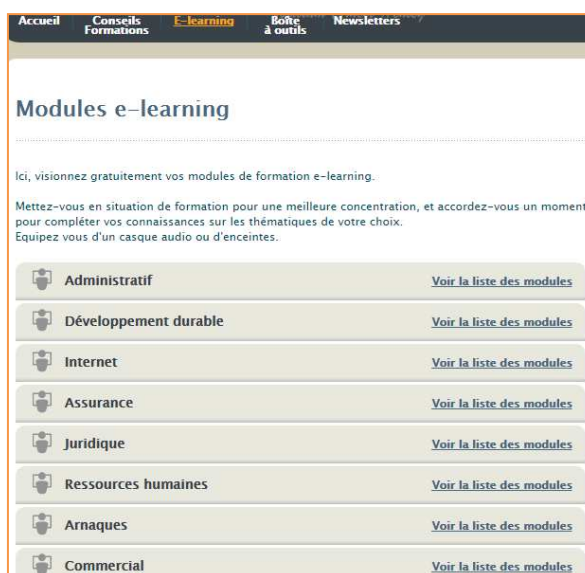 Accueil Conseils Formations E-learning Boîte à outils Newsletters
Modules e-learning
Ici, visionnez gratuitement vos modules de formation e-learning.
Mettez-vous en situation de formation pour une meilleure concentration, et accordez-vous un moment
pour compléter vos connaissances sur les thématiques de votre choix.
Equipez vous d'un casque audio ou d'enceintes.
Administratif Voir la liste des modules
Développement durable Voir la liste des modules
Internet Voir la liste des modules
Assurance Voir la liste des modules
Juridique Voir la liste des modules
Ressources humaines Voir la liste des modules
Arnaques Voir la liste des modules
Commercial Voir la liste des modules